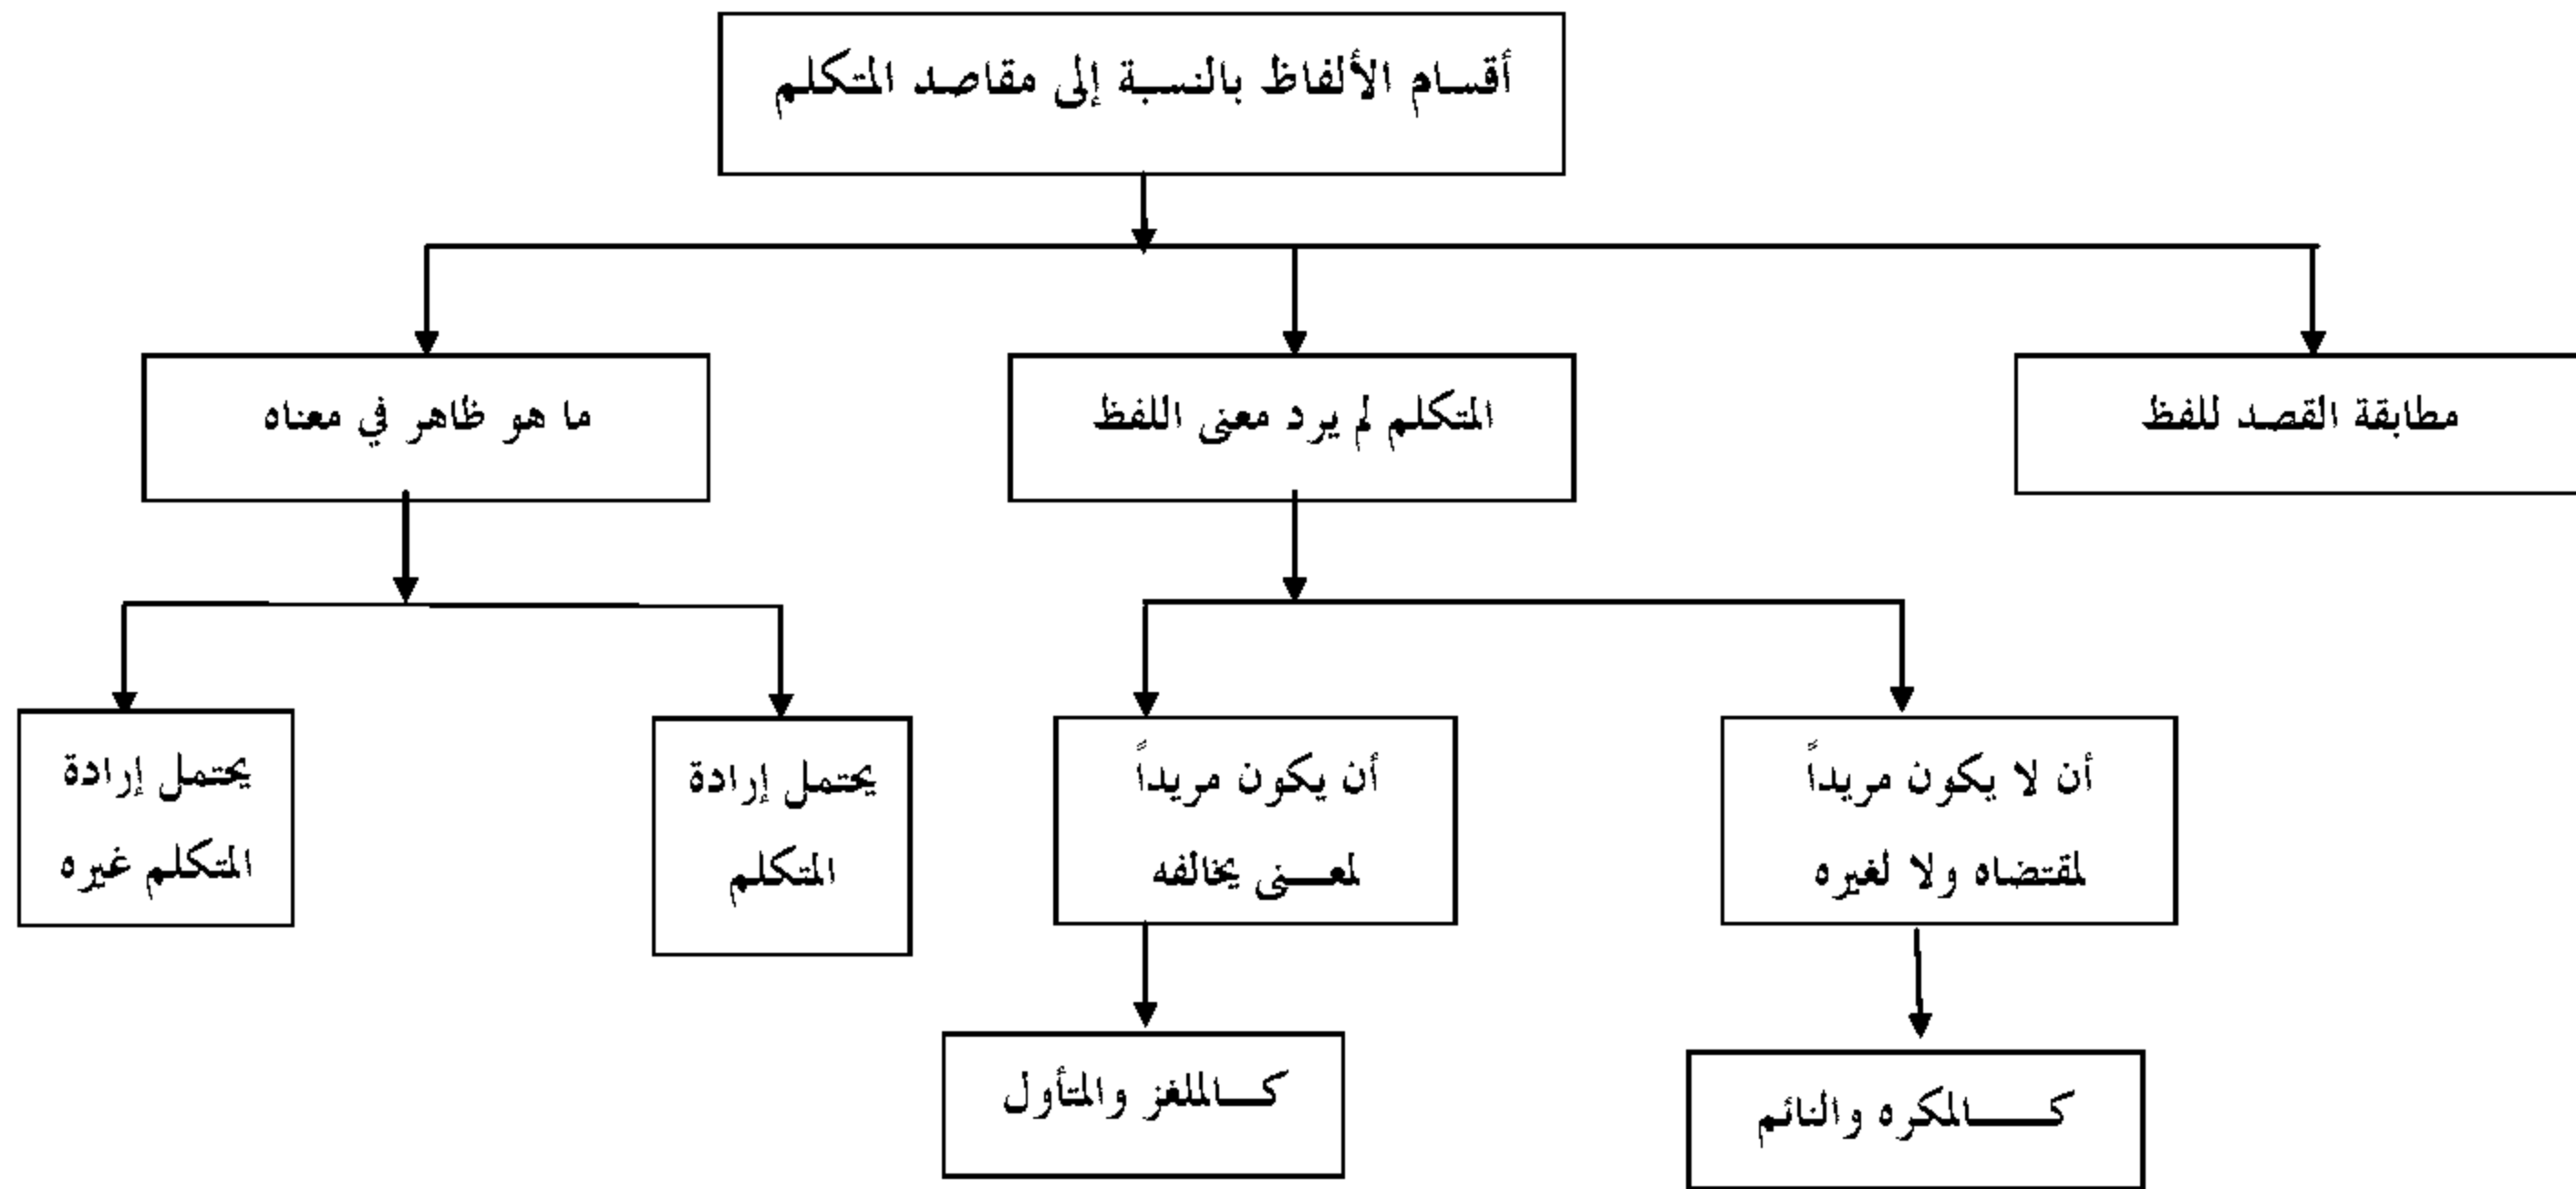 أقسام الألفاظ بالنسبة إلى مقاصد المتكلم
مطابقة القصد للفظ
المتكلم لم يرد معنى اللفظ
ما هو ظاهر في معناه
أن لا يكون مريداً
لمقتضاه ولا لغيره
أن يكون مريداً
لمعنى يخالفه
يحتمل إرادة
المتكلم
يحتمل إرادة
المتكلم غيره
كالمكره والنائم
كالملغز والمتأول